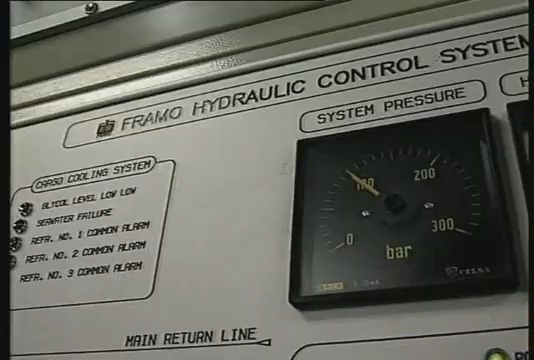 FRAMO HYDRAULIC CONTROL SYSTEM
SYSTEM PRESSURE
CARGO COOLING SYSTEM
GLYCOL LEVEL LOW LOW
SEAWATER FAILURE
REFR. NO. 1 COMMON ALARM
REFR. NO. 2 COMMON ALARM
REFR. NO. 3 COMMON ALARM
0 100 200 300
bar
MAIN RETURN LINE